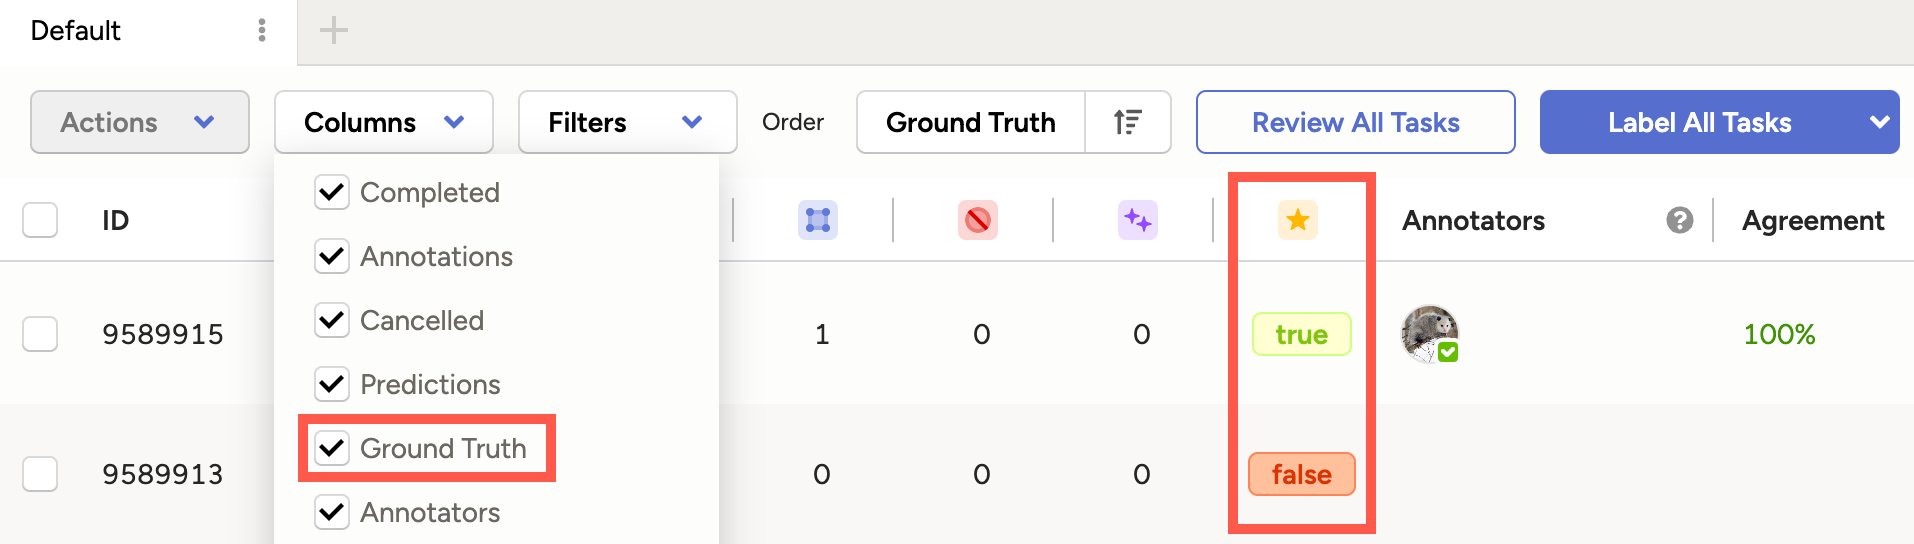 Default
Actions Columns Filters Order Ground Truth Review All Tasks Label All Tasks
Completed
ID Annotators ? Agreement
Annotations
Cancelled
9589915 1 0 0 true 100%
Predictions
Ground Truth
9589913 0 0 0 false
Annotators